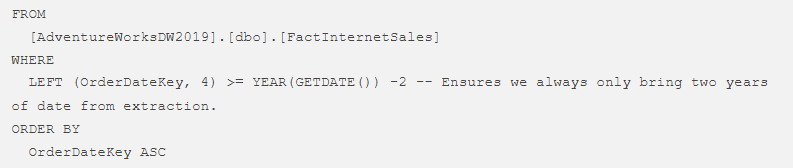 FROM
[AdventureWorksDW2019].[dbo].[FactInternetSales]
WHERE
LEFT (OrderDateKey, 4) >= YEAR(GETDATE()) -2 -- Ensures we always only bring two years
of date from extraction.
ORDER BY
OrderDateKey ASC